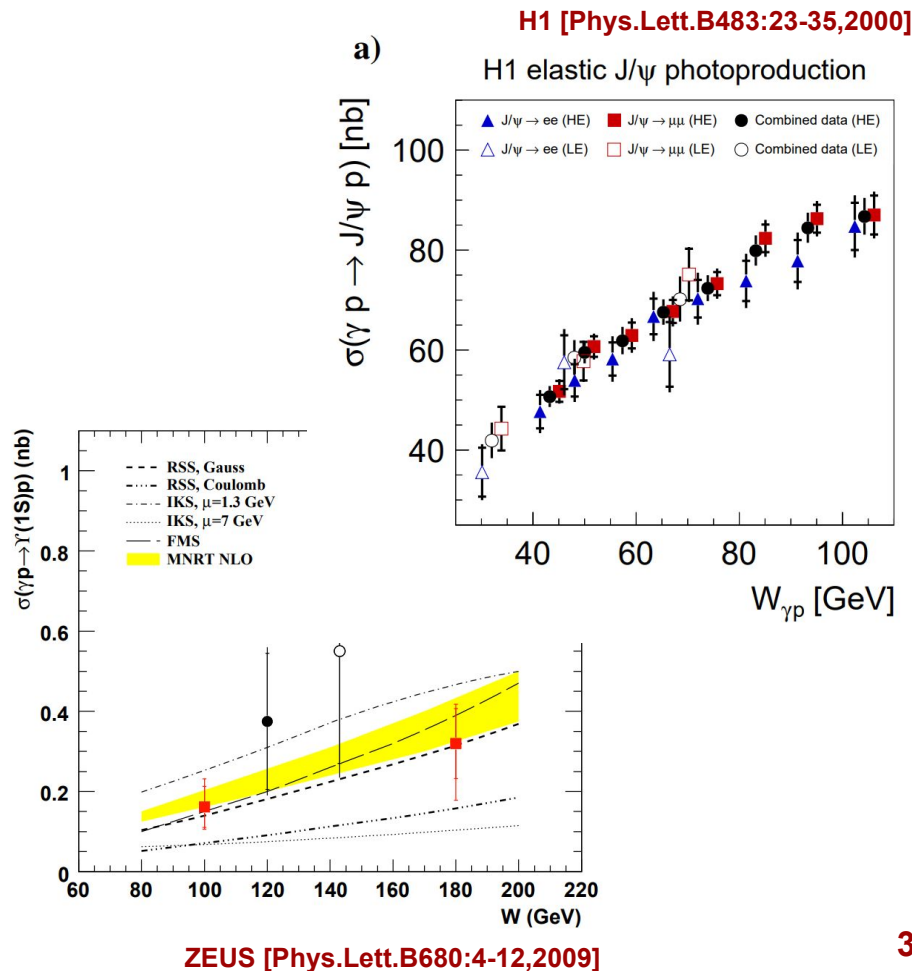 H1 [Phys.Lett.B483:23-35,2000]
a)
H1 elastic J/ψ photoproduction
σ(γ p → J/ψ p) [nb]
J/ψ → ee (HE) J/ψ → μμ (HE) Combined data (HE)
J/ψ → ee (LE) J/ψ → μμ (LE) Combined data (LE)
100
80
60
40
40 60 80 100
W γp [GeV]
σ(γp→ϒ(1S)p) (nb)
RSS, Gauss
RSS, Coulomb
IKS, μ=1.3 GeV
IKS, μ=7 GeV
FMS
MNRT NLO
1
0.8
0.6
0.4
0.2
0
60 80 100 120 140 160 180 200 220
W (GeV)
ZEUS [Phys.Lett.B680:4-12,2009]
3